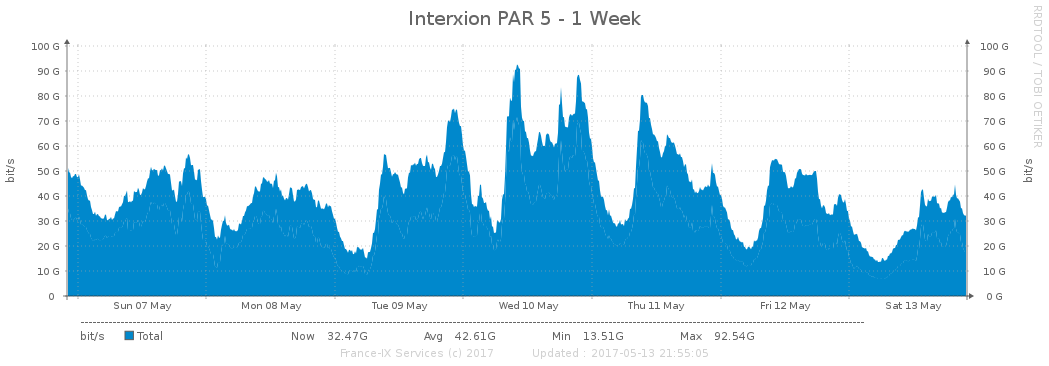 Interxion PAR 5 - 1 Week
RRDTOOL / TOBI OETIKER
bit/s
100 G 100 G
90 G 90 G
80 G 80 G
70 G 70 G
60 G 60 G
50 G 50 G
40 G 40 G
30 G 30 G
20 G 20 G
10 G 10 G
0 0 G
bit/s
Sun 07 May Mon 08 May Tue 09 May Wed 10 May Thu 11 May Fri 12 May Sat 13 May
bit/s Total Now 32.47G Avg 42.61G Min 13.51G Max 92.54G
France-IX Services (c) 2017 Updated : 2017-05-13 21:55:05